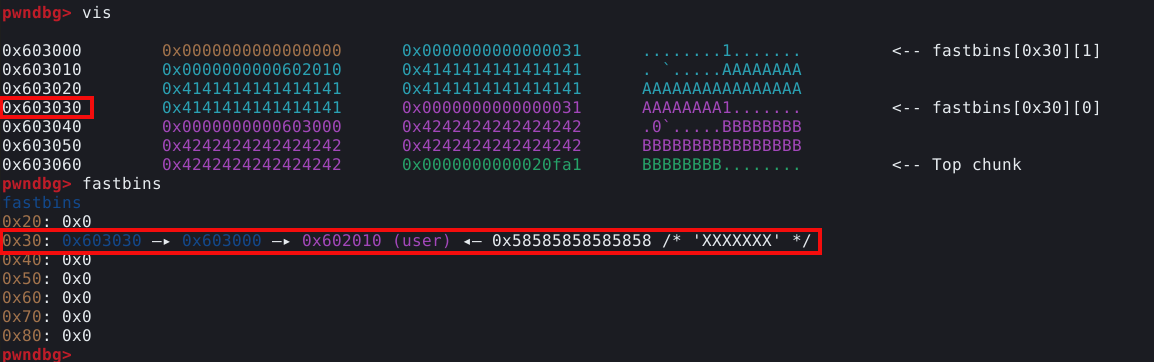 pwndbg> vis
0x603000 0x0000000000000000 0x0000000000000031 ........1....... <-- fastbins[0x30][1]
0x603010 0x0000000000602010 0x4141414141414141 . `.....AAAAAAAA
0x603020 0x4141414141414141 0x4141414141414141 AAAAAAAAAAAAAAAA
0x603030 0x4141414141414141 0x0000000000000031 AAAAAAAA1....... <-- fastbins[0x30][0]
0x603040 0x0000000000603000 0x4242424242424242 .0`.....BBBBBBBB
0x603050 0x4242424242424242 0x4242424242424242 BBBBBBBBBBBBBBBB
0x603060 0x4242424242424242 0x0000000000020fa1 BBBBBBBB........ <-- Top chunk
pwndbg> fastbins
fastbins
0x20: 0x0
0x30: 0x603030 —▸ 0x603000 —▸ 0x602010 (user) ◂— 0x58585858585858 /* 'XXXXXXX' */
0x40: 0x0
0x50: 0x0
0x60: 0x0
0x70: 0x0
0x80: 0x0
pwndbg>